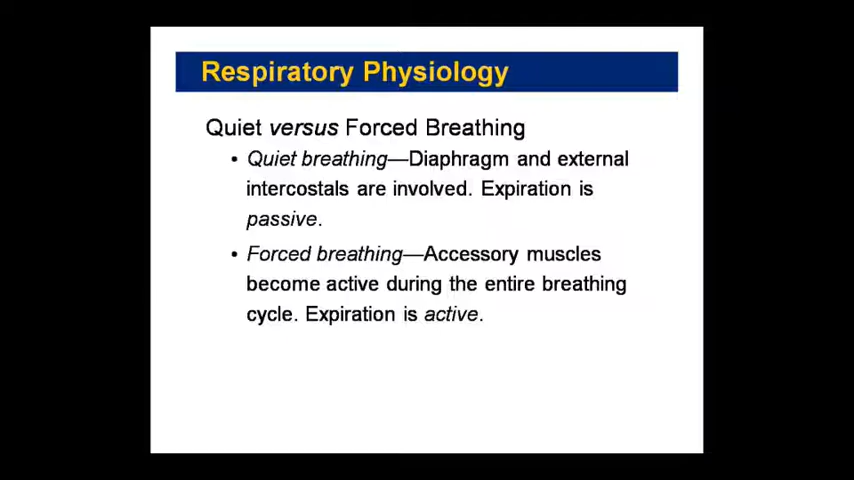 Respiratory Physiology
Quiet versus Forced Breathing
• Quiet breathing—Diaphragm and external
intercostals are involved. Expiration is
passive.
• Forced breathing—Accessory muscles
become active during the entire breathing
cycle. Expiration is active.